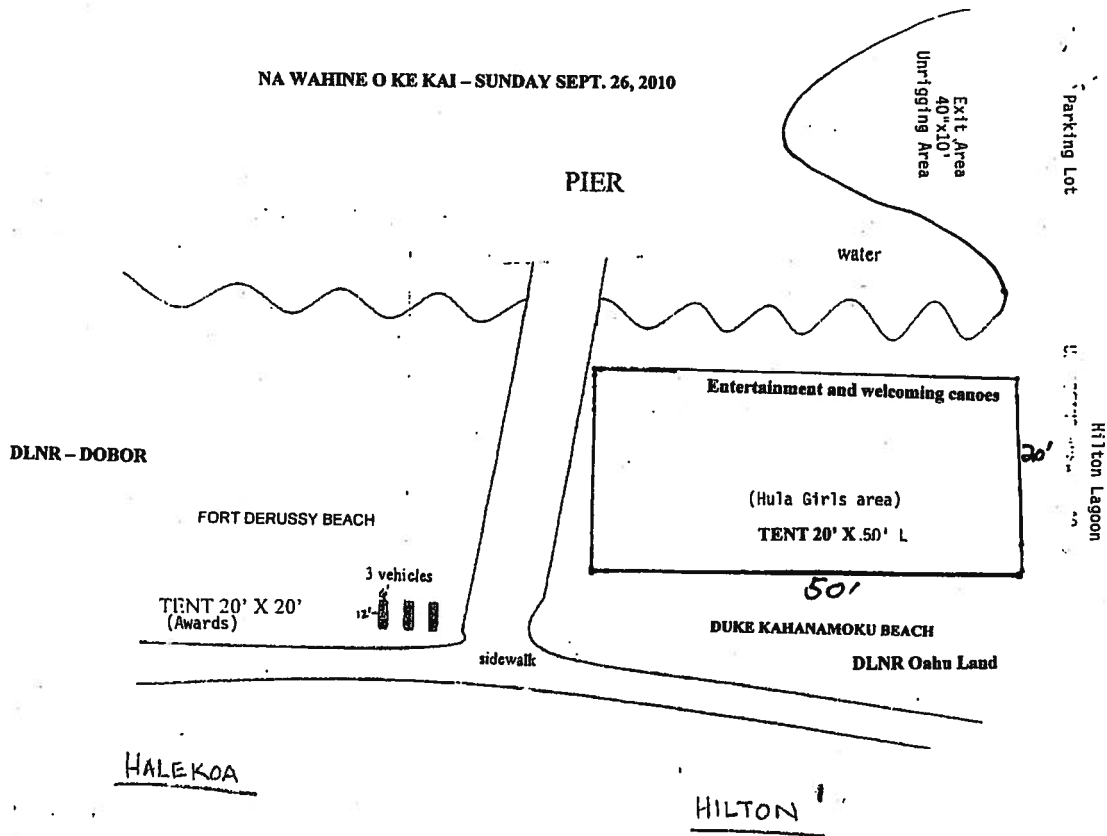 NA WAHINE O KE KAI – SUNDAY SEPT. 26, 2010
Exit Area
40"x10'
Unrigging Area
Parking Lot
PIER
water
Entertainment and welcoming canoes
Hilton Lagoon
20'
DLNR – DOBOR
(Hula Girls area)
FORT DERUSSY BEACH
TENT 20' X 50' L
3 vehicles
6'
50'
TENT 20' X 20'
12'
(Awards)
DUKE KAHANAMOKU BEACH
sidewalk
DLNR Oahu Land
HALEKOA
HILTON